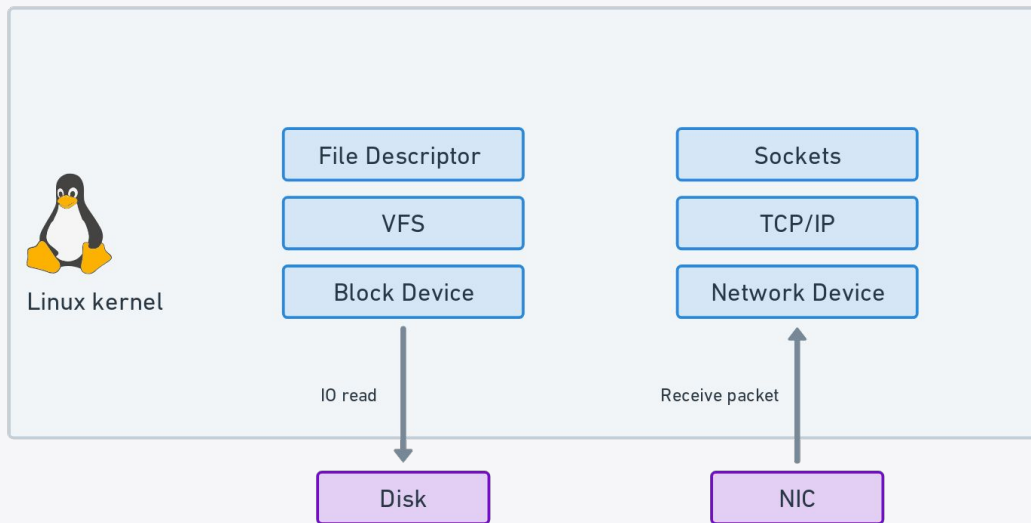 File Descriptor
Sockets
VFS
TCP/IP
Block Device
Network Device
Linux kernel
IO read
Receive packet
Disk
NIC